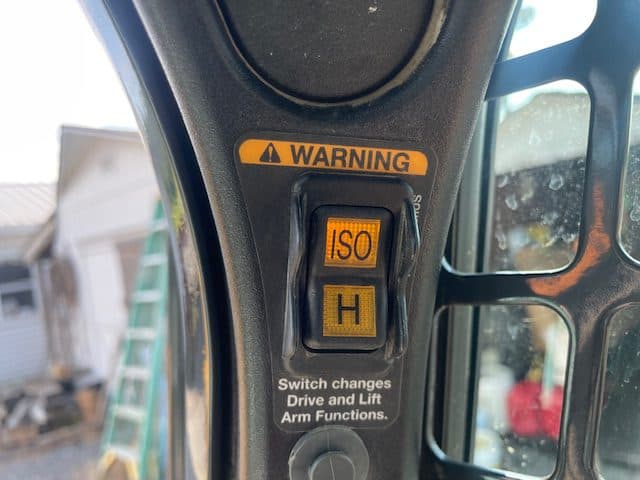 WARNING
ISO
H
Switch changes
Drive and Lift
Arm Functions.